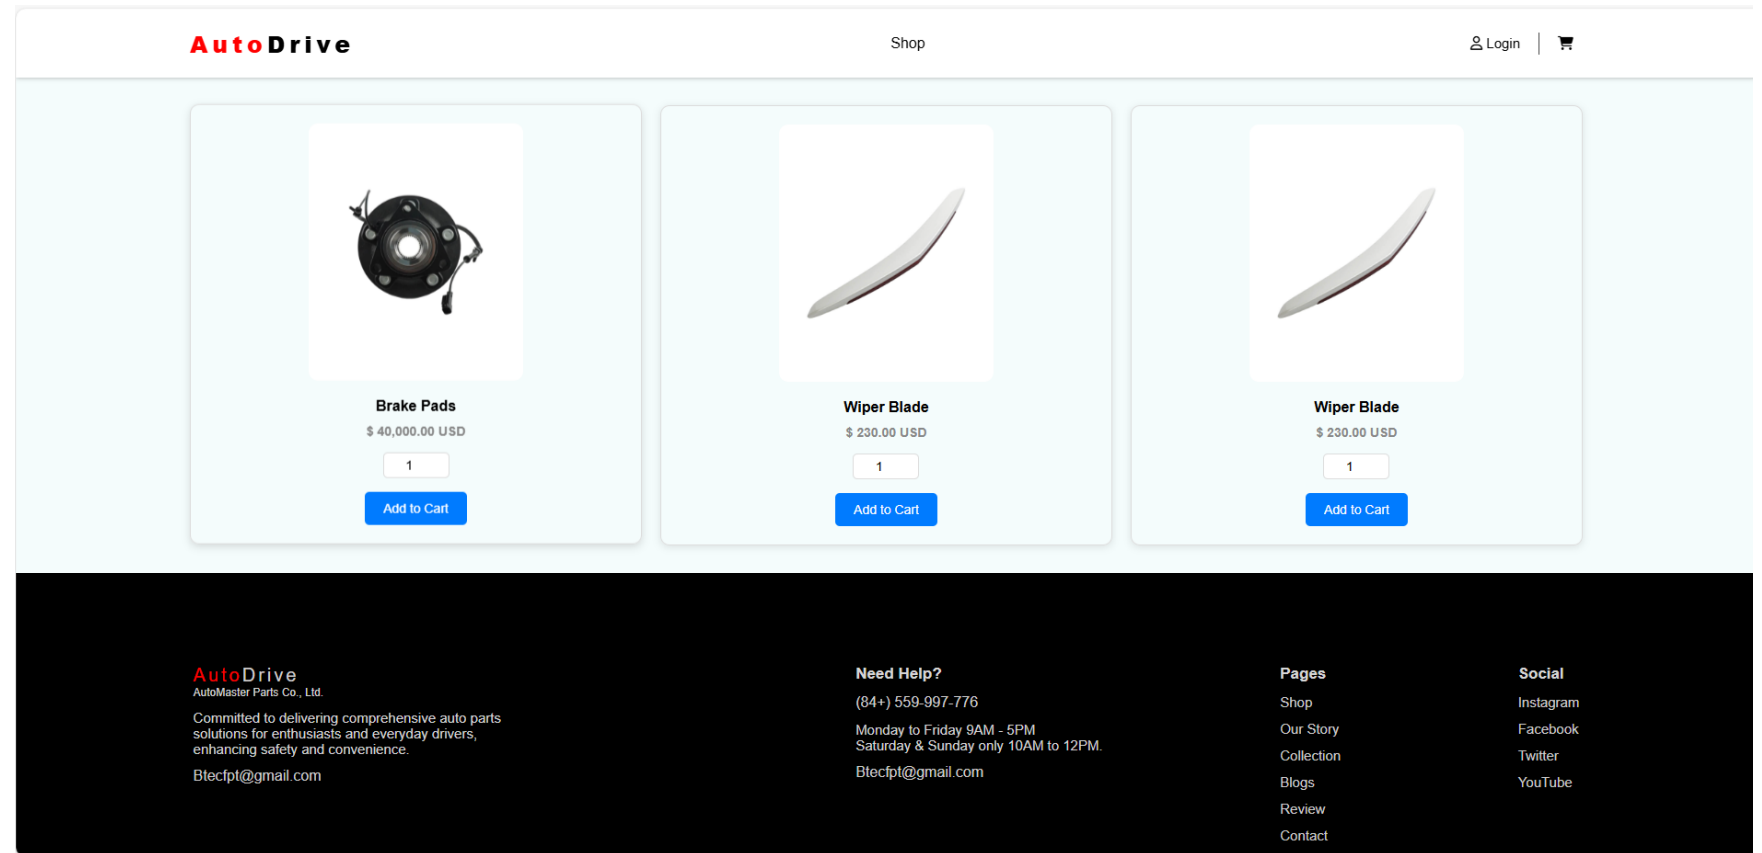 AutoDrive
Shop
Login
Brake Pads
$ 40,000.00 USD
1
Add to Cart
Wiper Blade
$ 230.00 USD
1
Add to Cart
Wiper Blade
$ 230.00 USD
1
Add to Cart
AutoDrive
AutoMaster Parts Co., Ltd.
Committed to delivering comprehensive auto parts
solutions for enthusiasts and everyday drivers,
enhancing safety and convenience.
Btecfpt@gmail.com
Need Help?
(84+) 559-997-776
Monday to Friday 9AM - 5PM
Saturday & Sunday only 10AM to 12PM.
Btecfpt@gmail.com
Pages
Shop
Our Story
Collection
Blogs
Review
Contact
Social
Instagram
Facebook
Twitter
YouTube